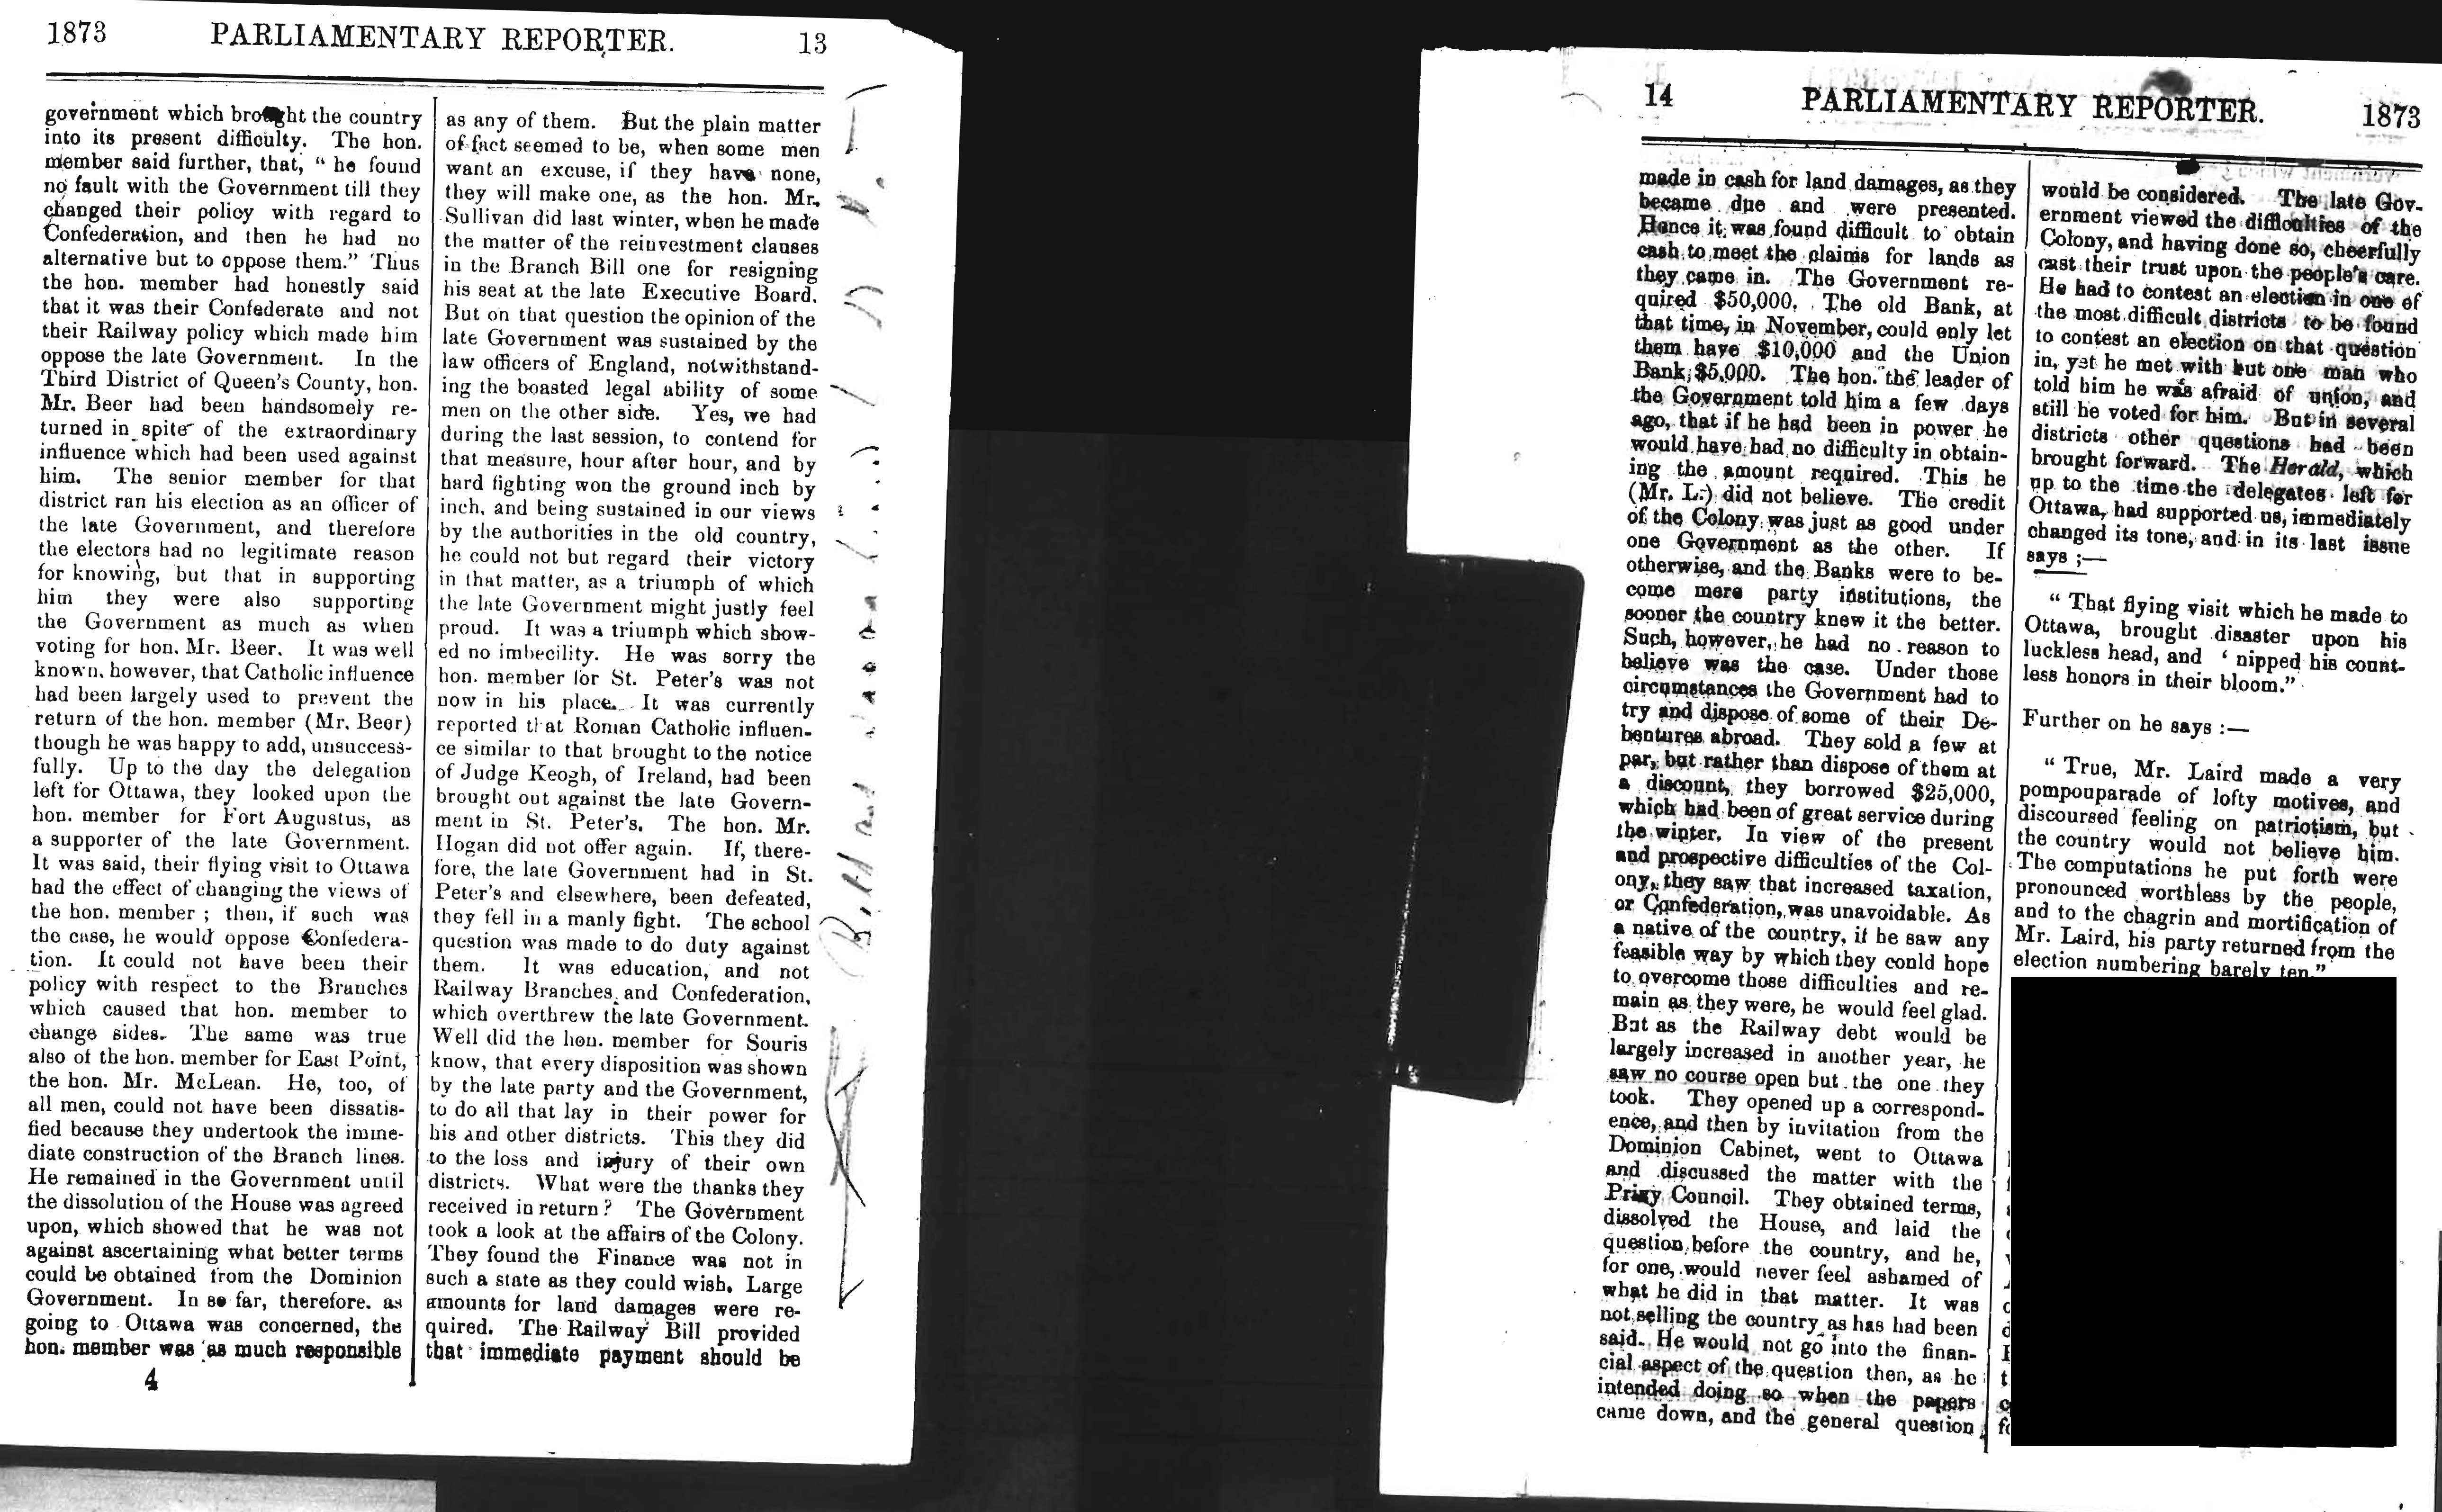 1873 PARLIAMENTARY REPORTER. 13
government which brought the country
into its present difficulty. The hon.
member said further, that, " he found
no fault with the Government till they
changed their policy with regard to
Confederation, and then he had no
alternative but to oppose them." Thus
the hon. member had honestly said
that it was their Confederate and not
their Railway policy which made him
oppose the late Government. In the
Third District of Queen's County, hon.
Mr. Beer had been handsomely re-
turned in spite of the extraordinary
influence which had been used against
him. The senior member for that
district ran his election as an officer of
the late Government, and therefore
the electors had no legitimate reason
for knowing, but that in supporting
him they were also supporting
the Government as much as when
voting for hon. Mr. Beer. It was well
known, however, that Catholic influence
had been largely used to prevent the
return of the hon. member (Mr. Beer)
though he was happy to add, unsuccess-
fully. Up to the day the delegation
left for Ottawa, they looked upon the
hon. member for Fort Augustus, as
a supporter of the late Government.
It was said, their flying visit to Ottawa
had the effect of changing the views of
the hon. member ; then, if such was
the case, he would oppose Confedera-
tion. It could not have been their
policy with respect to the Branches
which caused that hon. member to
change sides. The same was true
also of the hon. member for East Point,
the hon. Mr. McLean. He, too, of
all men, could not have been dissatis-
fied because they undertook the imme-
diate construction of the Branch lines.
He remained in the Government until
the dissolution of the House was agreed
upon, which showed that he was not
against ascertaining what better terms
could be obtained from the Dominion
Government. In so far, therefore. as
going to Ottawa was concerned, the
hon. member was as much responsible
4
as any of them. But the plain matter
of fact seemed to be, when some men
want an excuse, if they have none,
they will make one, as the hon. Mr.
Sullivan did last winter, when he made
the matter of the reinvestment clauses
in the Branch Bill one for resigning
his seat at the late Executive Board.
But on that question the opinion of the
late Government was sustained by the
law officers of England, notwithstand-
ing the boasted legal ability of some
men on the other side. Yes, we had
during the last session, to contend for
that measure, hour after hour, and by
hard fighting won the ground inch by
inch, and being sustained in our views
by the authorities in the old country,
he could not but regard their victory
in that matter, as a triumph of which
the late Government might justly feel
proud. It was a triumph which show-
ed no imbecility. He was sorry the
hon. member for St. Peter's was not
now in his place. It was currently
reported that Roman Catholic influen-
ce similar to that brought to the notice
of Judge Keogh, of Ireland, had been
brought out against the late Govern-
ment in St. Peter's. The hon. Mr.
Hogan did not offer again. If, there-
fore, the late Government had in St.
Peter's and elsewhere, been defeated,
they fell in a manly fight. The school
question was made to do duty against
them. It was education, and not
Railway Branches and Confederation,
which overthrew the late Government.
Well did the hon. member for Souris
know, that every disposition was shown
by the late party and the Government,
to do all that lay in their power for
his and other districts. This they did
to the loss and injury of their own
districts. What were the thanks they
received in return ? The Government
took a look at the affairs of the Colony.
They found the Finance was not in
such a state as they could wish. Large
amounts for land damages were re-
quired. The Railway Bill provided
that immediate payment should be
14 PARLIAMENTARY REPORTER. 1873
made in cash for land damages, as they
became due and were presented.
Hence it was found difficult to obtain
cash to meet the claims for lands as
they came in. The Government re-
quired $50,000. The old Bank, at
that time, in November, could only let
them have $10,000 and the Union
Bank $5,000. The hon. the leader of
the Government told him a few days
ago, that if he had been in power he
would have had no difficulty in obtain-
ing the amount required. This he
(Mr. L.) did not believe. The credit
of the Colony was just as good under
one Government as the other. If
otherwise, and the Banks were to be-
come mere party institutions, the
sooner the country knew it the better.
Such, however, he had no reason to
believe was the case. Under those
circumstances the Government had to
try and dispose of some of their De-
bentures abroad. They sold a few at
par, but rather than dispose of them at
a discount, they borrowed $25,000,
which had been of great service during
the winter. In view of the present
and prospective difficulties of the Col-
ony, they saw that increased taxation,
or Confederation, was unavoidable. As
a native of the country, if he saw any
feasible way by which they could hope
to overcome those difficulties and re-
main as they were, he would feel glad.
But as the Railway debt would be
largely increased in another year, he
saw no course open but the one they
took. They opened up a correspond-
ence, and then by invitation from the
Dominion Cabinet, went to Ottawa
and discussed the matter with the
Privy Council. They obtained terms,
dissolved the House, and laid the
question before the country, and he,
for one, would never feel ashamed of
what he did in that matter. It was
not selling the country as has had been
said. He would not go into the finan-
cial aspect of the question then, as he
intended doing so when the papers
came down, and the general question
would be considered. The late Gov-
ernment viewed the difficulties of the
Colony, and having done so, cheerfully
cast their trust upon the people's care.
He had to contest an election in one of
the most difficult districts to be found
to contest an election on that question
in, yet he met with but one man who
told him he was afraid of union, and
still he voted for him. But in several
districts other questions had been
brought forward. The Herald, which
up to the time the delegates left for
Ottawa, had supported us, immediately
changed its tone, and in its last issue
says ;—
" That flying visit which he made to
Ottawa, brought disaster upon his
luckless head, and ' nipped his count-
less honors in their bloom."
Further on he says :—
" True, Mr. Laird made a very
pompouparade of lofty motives, and
discoursed feeling on patriotism, but
the country would not believe him.
The computations he put forth were
pronounced worthless by the people,
and to the chagrin and mortification of
Mr. Laird, his party returned from the
election numbering barely ten."